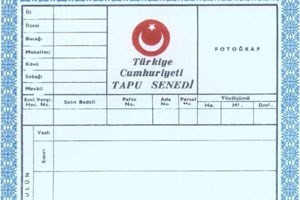 İli
İlçesi
Bucağı
Mahallesi
Köyü
Sokağı
Mevkii
FOTOĞRAF
Türkiye
Cumhuriyeti
TAPU SENEDİ
Satış Bedeli
Pafta No.
Ada No.
Parsel No.
Yüzölçümü
Ha.
M².
Dm².
Vasfı
Sınırı